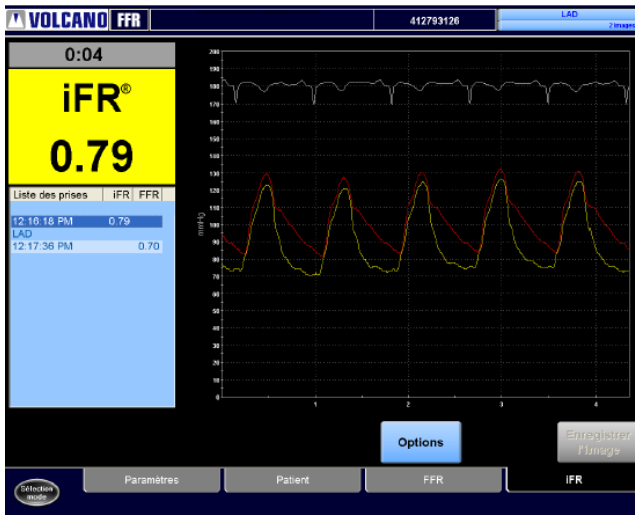 VOLCANO FFR
412793126
LAD
2 images
0:04
iFR®
0.79
Liste des prises iFR FFR
12:16:18 PM 0.79
LAD
12:17:36 PM 0.70
mmHg
200
190
180
170
160
150
140
130
120
110
100
90
80
70
60
50
40
30
20
10
0
1 2 3 4
Options
Enregistrer
l'Image
Sélection
mode
Paramètres Patient FFR iFR